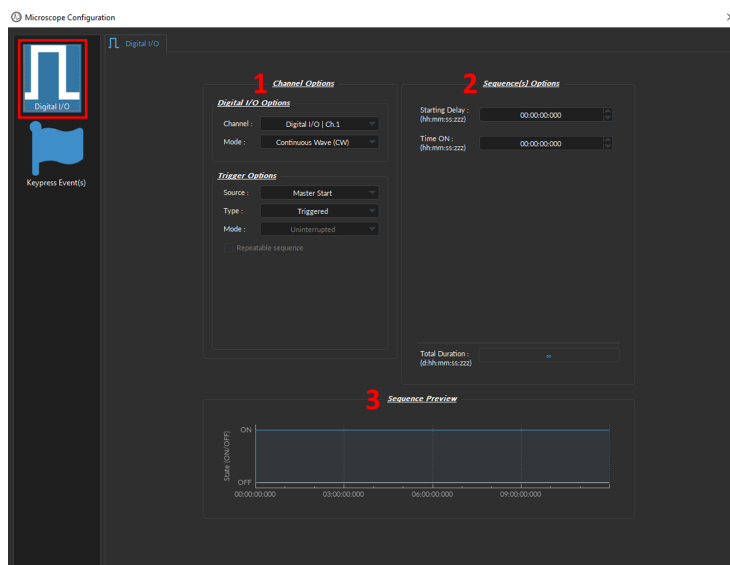 Microscope Configuration
Digital I/O
Digital I/O
Keypress Event(s)
1 Channel Options
Digital I/O Options
Channel : Digital I/O | Ch.1
Mode : Continuous Wave (CW)
Trigger Options
Source : Master Start
Type : Triggered
Mode : Uninterrupted
Repeatable sequence
2 Sequence(s) Options
Starting Delay : 00:00:00:000
(hh:mm:ss:zzz)
Time ON : 00:00:00:000
(hh:mm:ss:zzz)
Total Duration : ∞
(d:hh:mm:ss:zzz)
3 Sequence Preview
State (ON/OFF)
ON
OFF
00:00:00:000 03:00:00:000 06:00:00:000 09:00:00:000